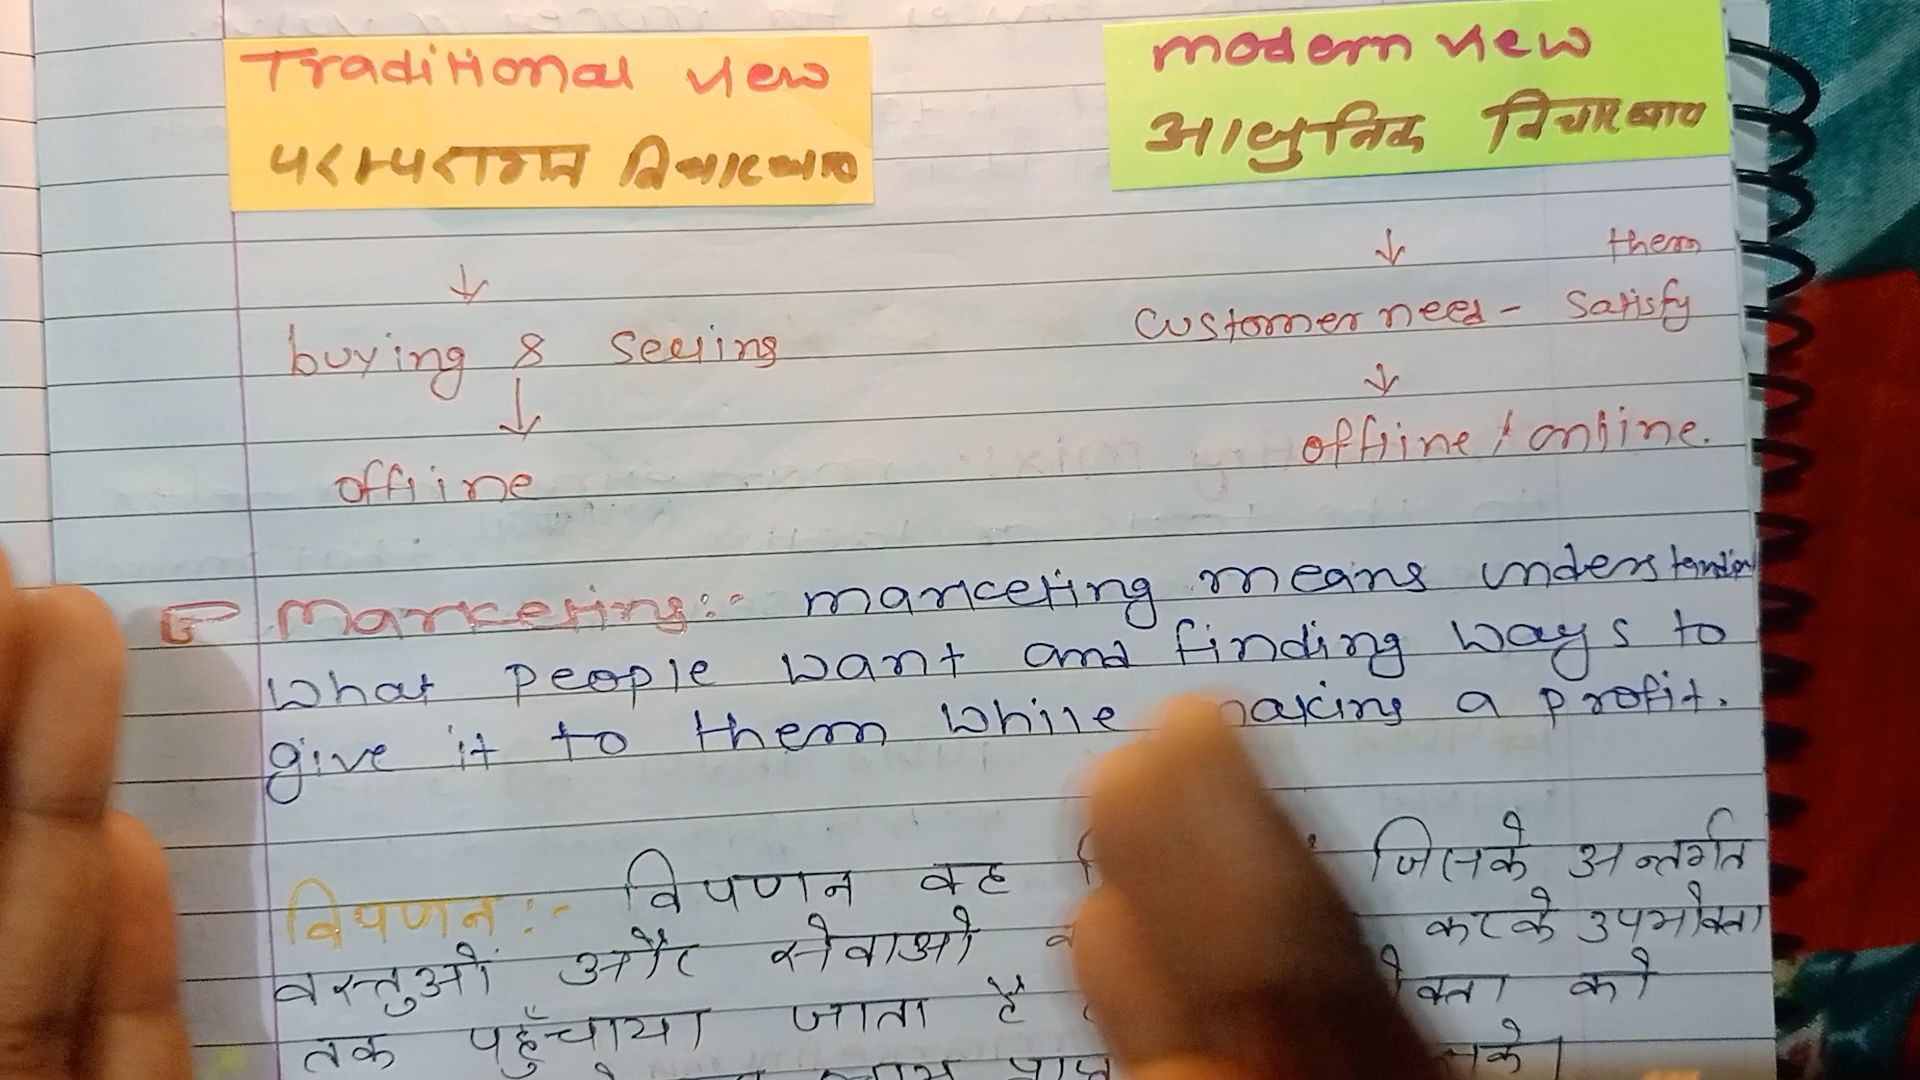 Traditional view
परम्परागत विचारधारा
modern view
आधुनिक विचारधारा
↓
buying & Selling
↓
offline
↓ them
Customer need - Satisfy
↓
offline / online.
Marketing:- marketing means understanding
what people want and finding ways to
give it to them while making a profit.
विपणन :- विपणन वह जिसके अन्तर्गत
वस्तुओं और सेवाओ करके उपभोक्ता
तक पहुँचाया जाता है को